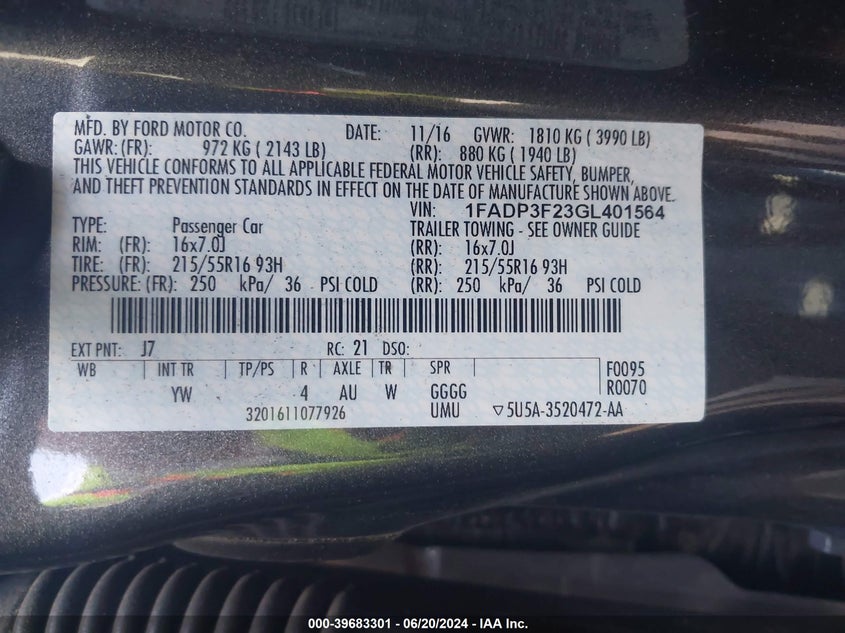 MFD. BY FORD MOTOR CO. DATE: 11/16 GVWR: 1810 KG ( 3990 LB)
GAWR: (FR): 972 KG ( 2143 LB) (RR): 880 KG ( 1940 LB)
THIS VEHICLE CONFORMS TO ALL APPLICABLE FEDERAL MOTOR VEHICLE SAFETY, BUMPER,
AND THEFT PREVENTION STANDARDS IN EFFECT ON THE DATE OF MANUFACTURE SHOWN ABOVE.
VIN: 1FADP3F23GL401564
TYPE: Passenger Car TRAILER TOWING - SEE OWNER GUIDE
RIM: (FR): 16x7.0J (RR): 16x7.0J
TIRE: (FR): 215/55R16 93H (RR): 215/55R16 93H
PRESSURE: (FR): 250 kPa/ 36 PSI COLD (RR): 250 kPa/ 36 PSI COLD
EXT PNT: J7 RC: 21 DSO:
WB INT TR TP/PS R AXLE TR SPR F0095
YW 4 AU W GGGG R0070
3201611077926 UMU ▽5U5A-3520472-AA
000-39683301 - 06/20/2024 - IAA Inc.